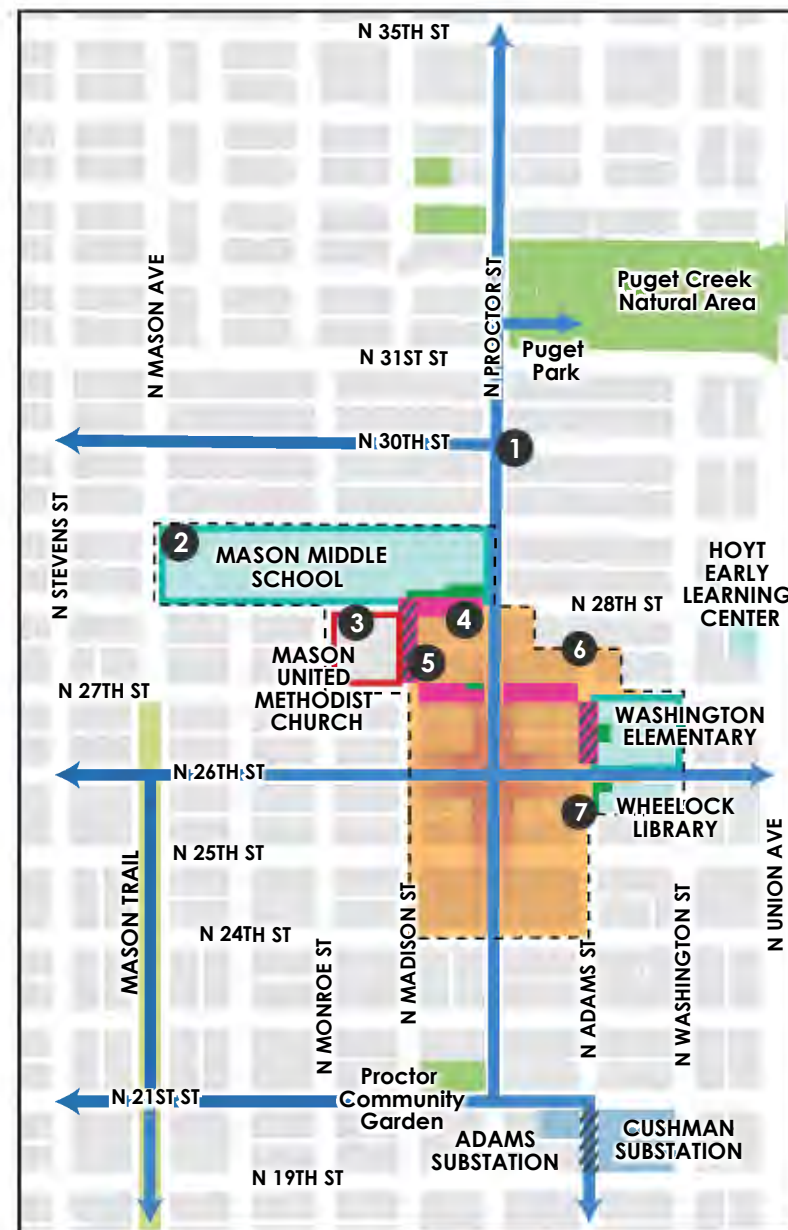 N 35TH ST
N MASON AVE
N PROCTOR ST
Puget Creek
Natural Area
N 31ST ST
Puget
Park
N 30TH ST
1
N STEVENS ST
2
MASON MIDDLE
SCHOOL
HOYT
EARLY
LEARNING
CENTER
N 28TH ST
3
4
5
6
MASON
UNITED
METHODIST
CHURCH
N 27TH ST
WASHINGTON
ELEMENTARY
N 26TH ST
7
WHEELOCK
LIBRARY
N 25TH ST
MASON TRAIL
N 24TH ST
N MONROE ST
N MADISON ST
N ADAMS ST
N WASHINGTON ST
N UNION AVE
N 21ST ST
Proctor
Community
Garden
ADAMS
SUBSTATION
CUSHMAN
SUBSTATION
N 19TH ST